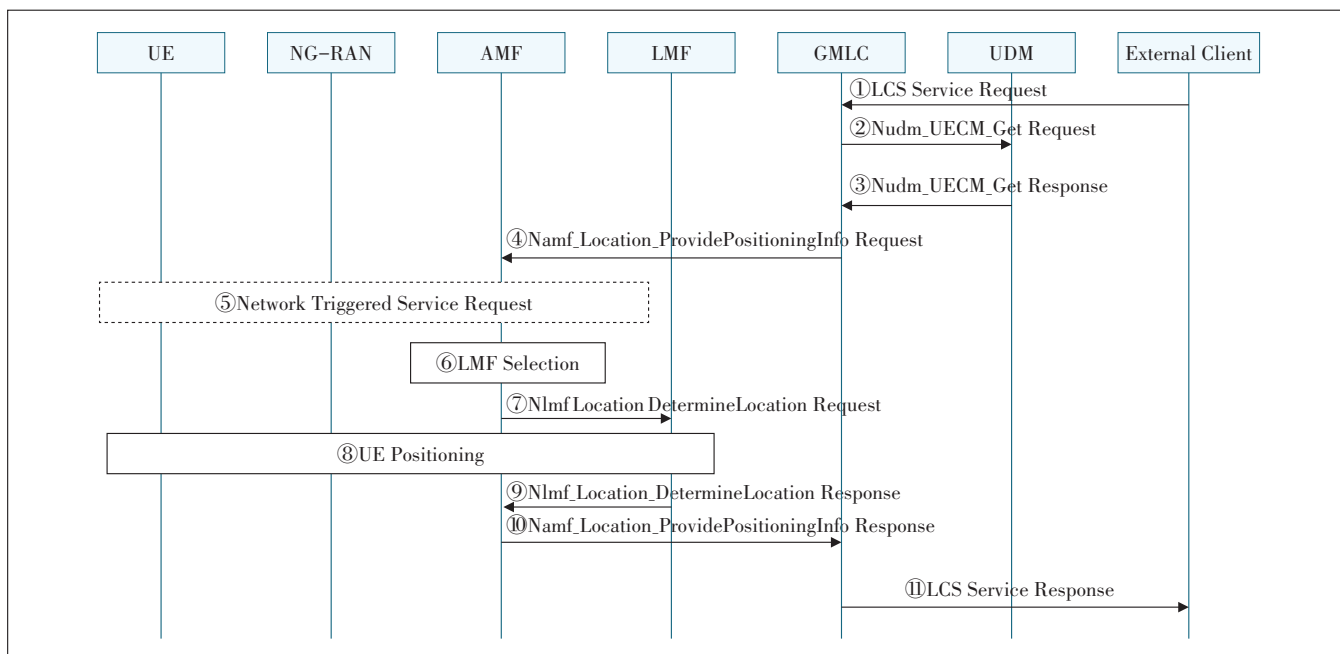 UE NG-RAN AMF LMF GMLC UDM External Client
①LCS Service Request
②Nudm_UECM_Get Request
③Nudm_UECM_Get Response
④Namf_Location_ProvidePositioningInfo Request
⑤Network Triggered Service Request
⑥LMF Selection
⑦Nlmf Location DetermineLocation Request
⑧UE Positioning
⑨Nlmf_Location_DetermineLocation Response
⑩Namf_Location_ProvidePositioningInfo Response
⑪LCS Service Response